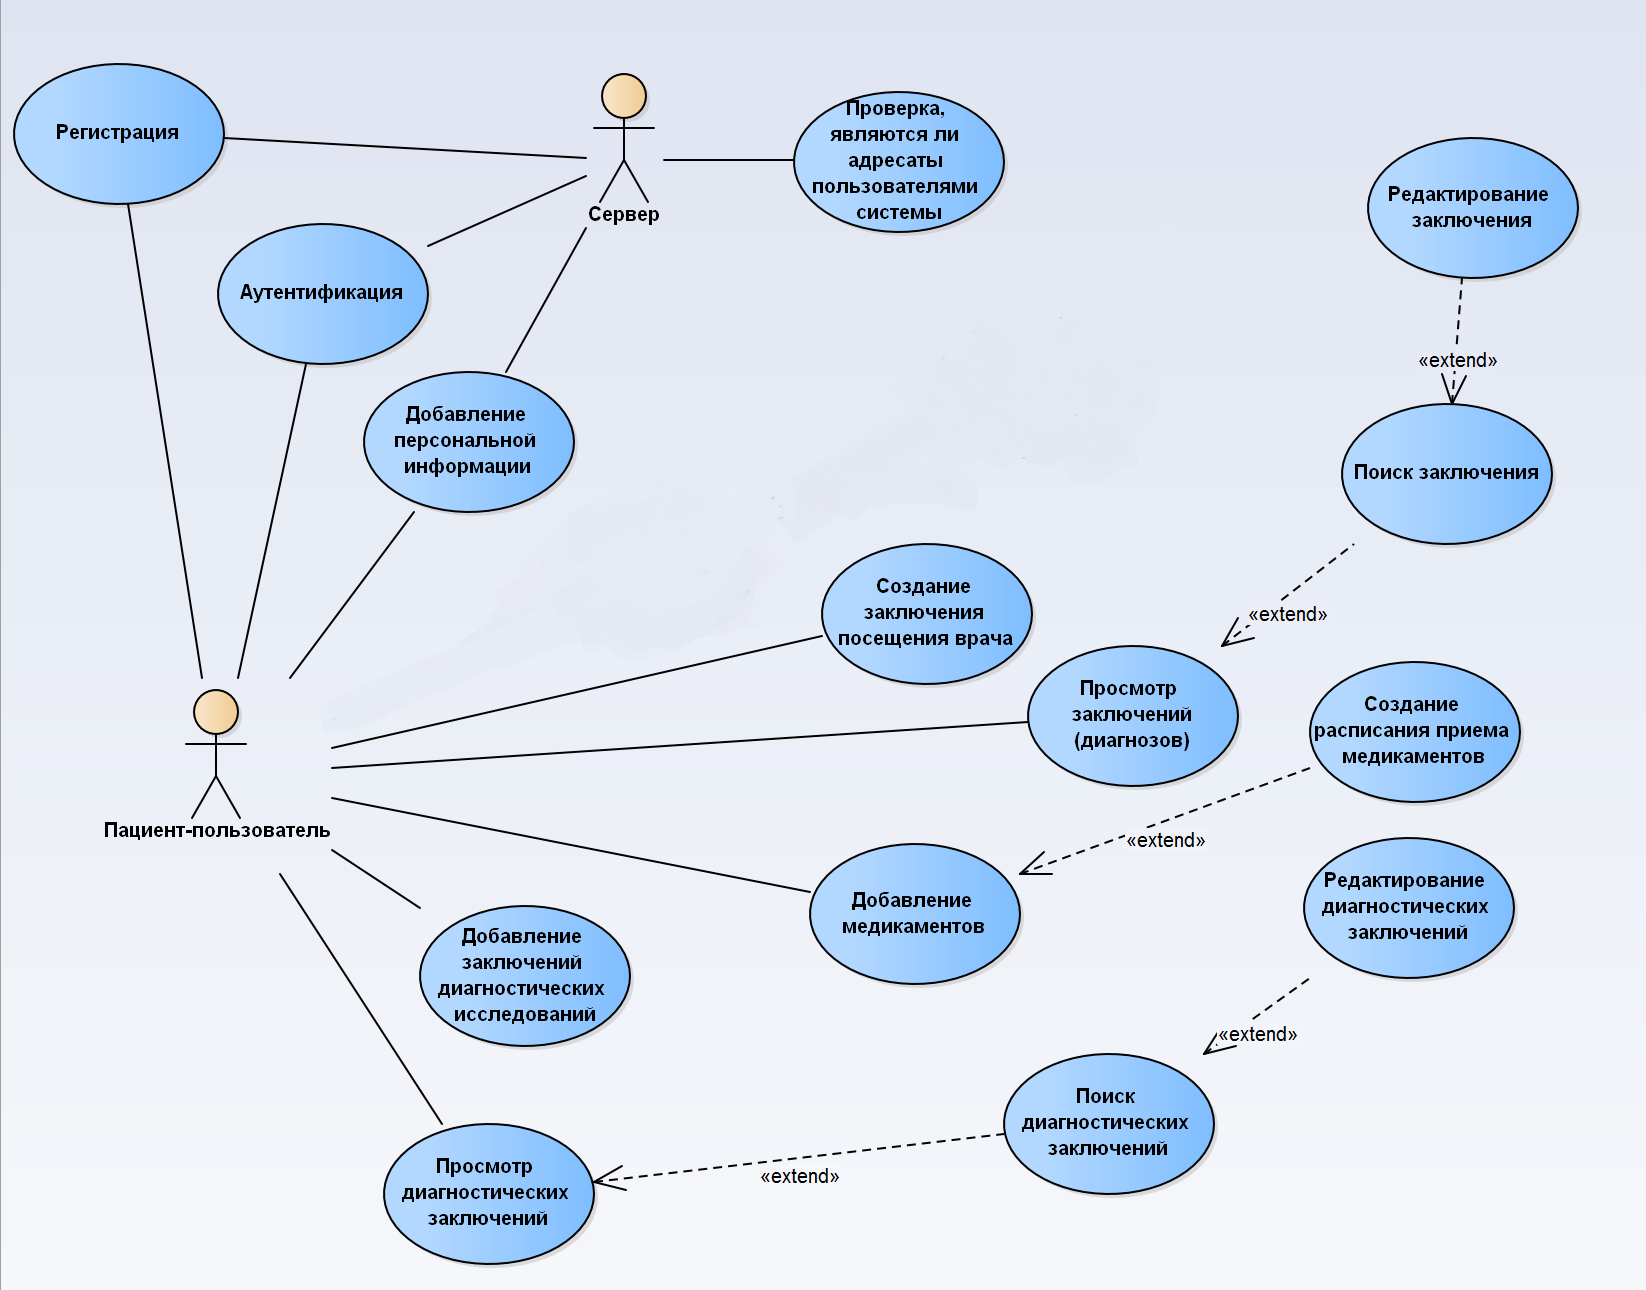 Регистрация
Сервер
Проверка,
являются ли
адресаты
пользователями
системы
Редактирование
заключения
Аутентификация
«extend»
Добавление
персональной
информации
Поиск заключения
Создание
заключения
посещения врача
«extend»
Просмотр
заключений
(диагнозов)
Создание
расписания приема
медикаментов
Пациент-пользователь
«extend»
Добавление
медикаментов
Редактирование
диагностических
заключений
Добавление
заключений
диагностических
исследований
«extend»
Поиск
диагностических
заключений
Просмотр
диагностических
заключений
«extend»